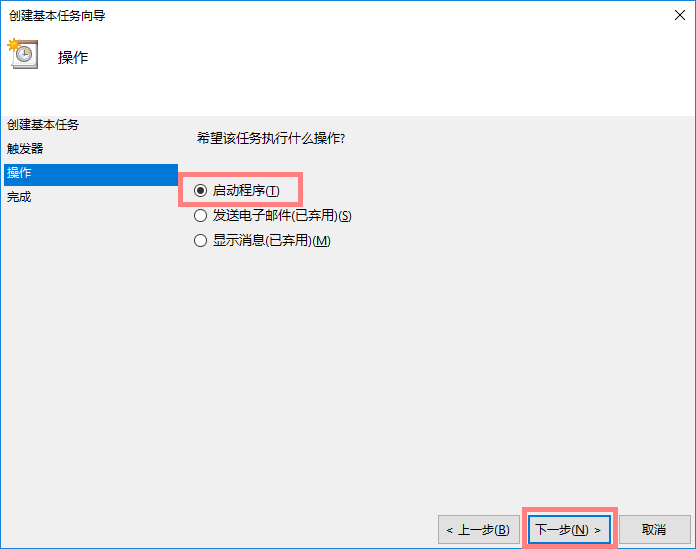 创建基本任务向导
操作
创建基本任务
触发器
操作
完成
希望该任务执行什么操作?
启动程序(T)
发送电子邮件(已弃用)(S)
显示消息(已弃用)(M)
< 上一步(B)
下一步(N) >
取消